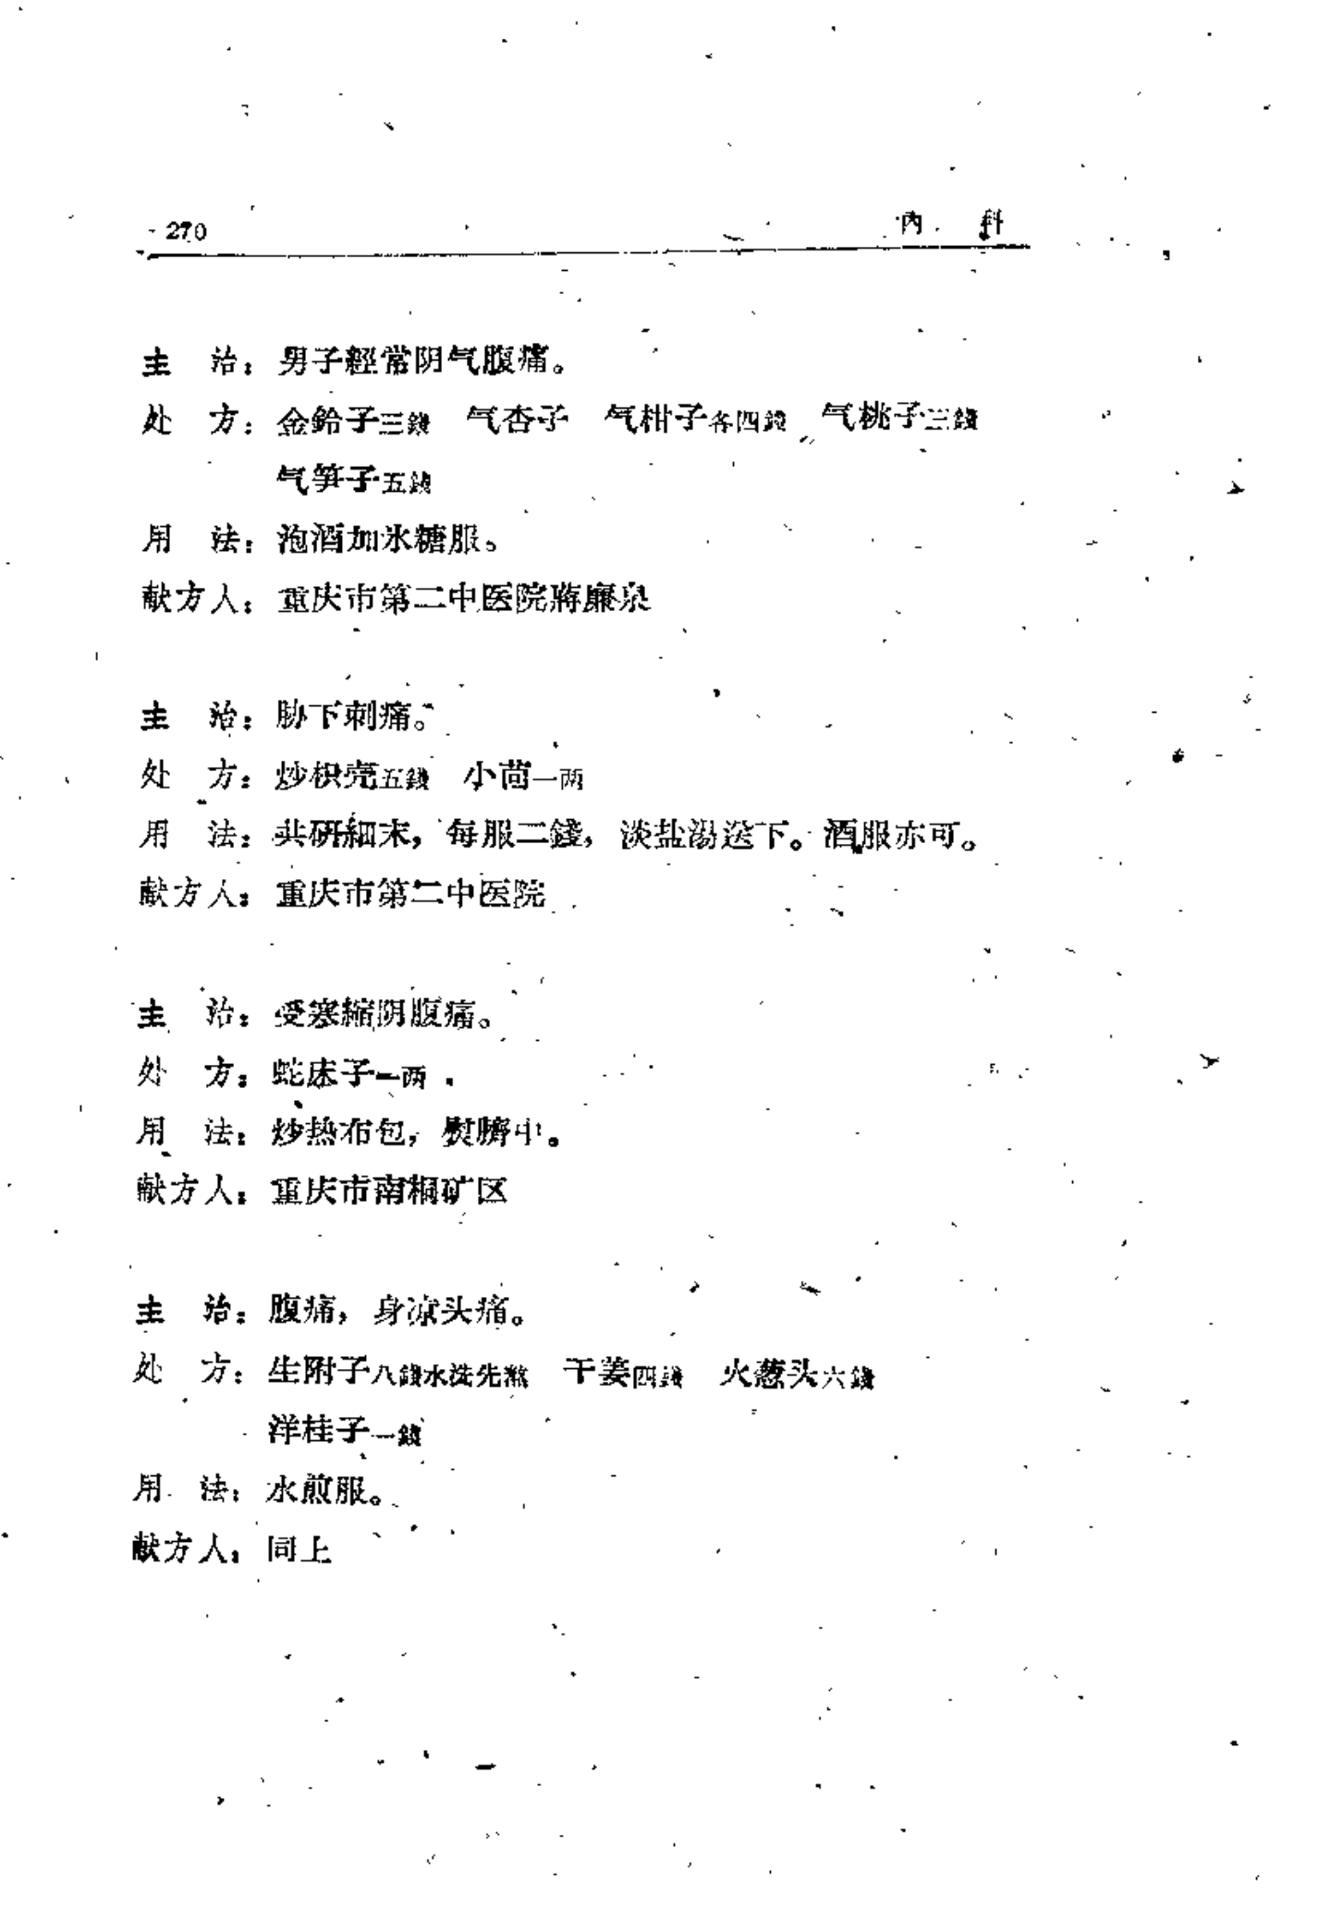 270　內　科
主　治：男子經常阴气腹痛。
处　方：金鈴子三錢　气杏子　气柑子各四錢　气桃子三錢
气笋子五錢
用　法：泡酒加氷糖服。
献方人：重庆市第二中医院蔣廉泉
主　治：胁下刺痛。
处　方：炒枳壳五錢　小茴一两
用　法：共研細末，每服二錢，淡盐湯送下。酒服亦可。
献方人：重庆市第二中医院
主　治：受寒縮阴腹痛。
处　方：蛇床子一两
用　法：炒热布包，熨臍中。
献方人：重庆市南桐矿区
主　治：腹痛，身凉头痛。
处　方：生附子八錢水洗先熬　干姜四錢　火葱头六錢
洋桂子一錢
用　法：水煎服。
献方人：同上